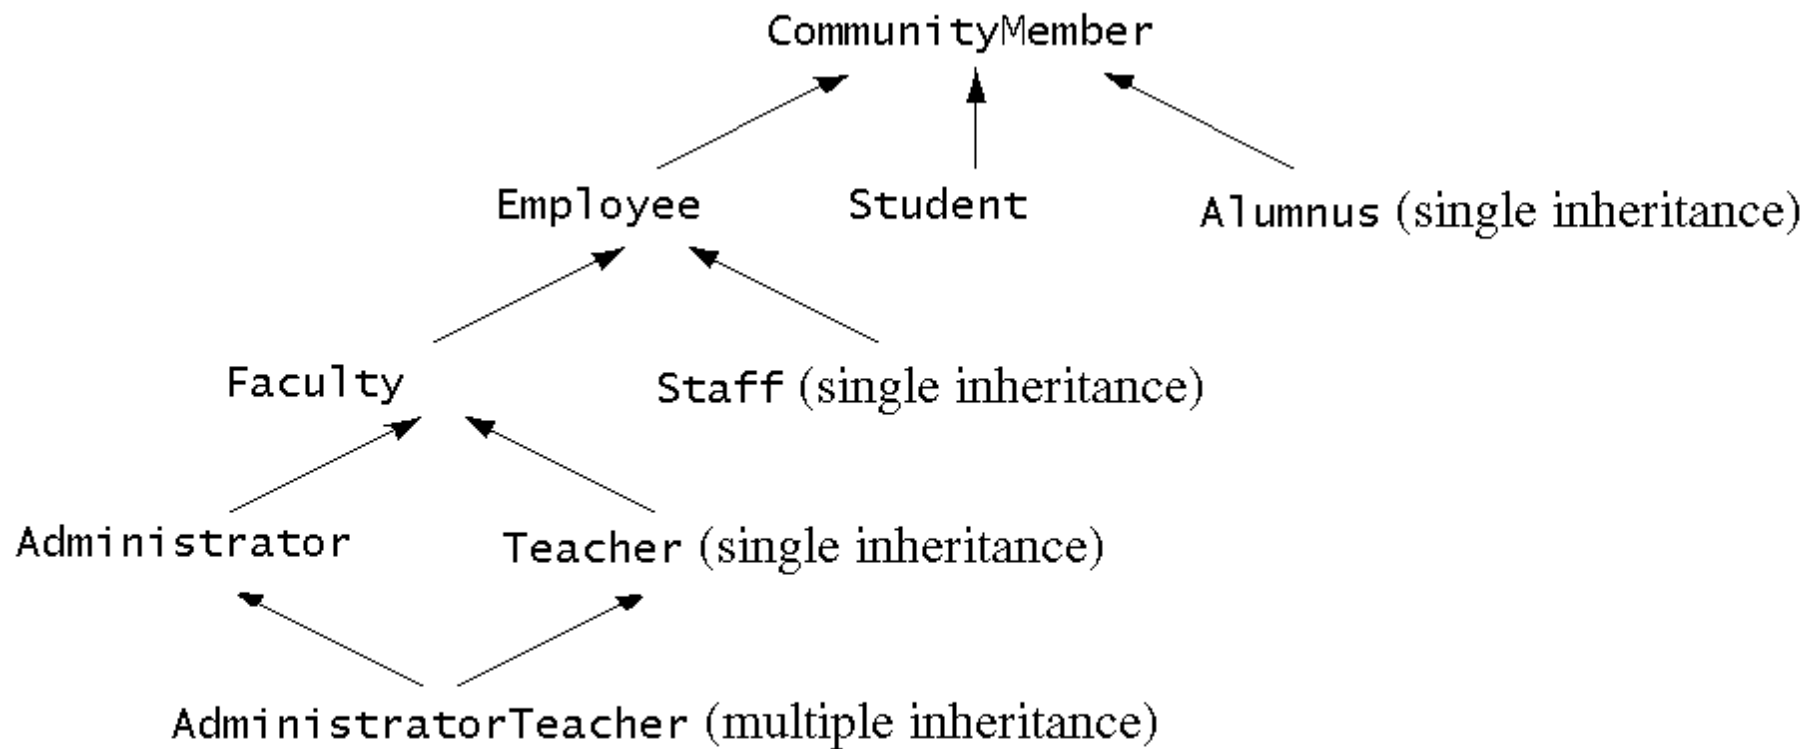 CommunityMember
Employee Student Alumnus (single inheritance)
Faculty Staff (single inheritance)
Administrator Teacher (single inheritance)
AdministratorTeacher (multiple inheritance)